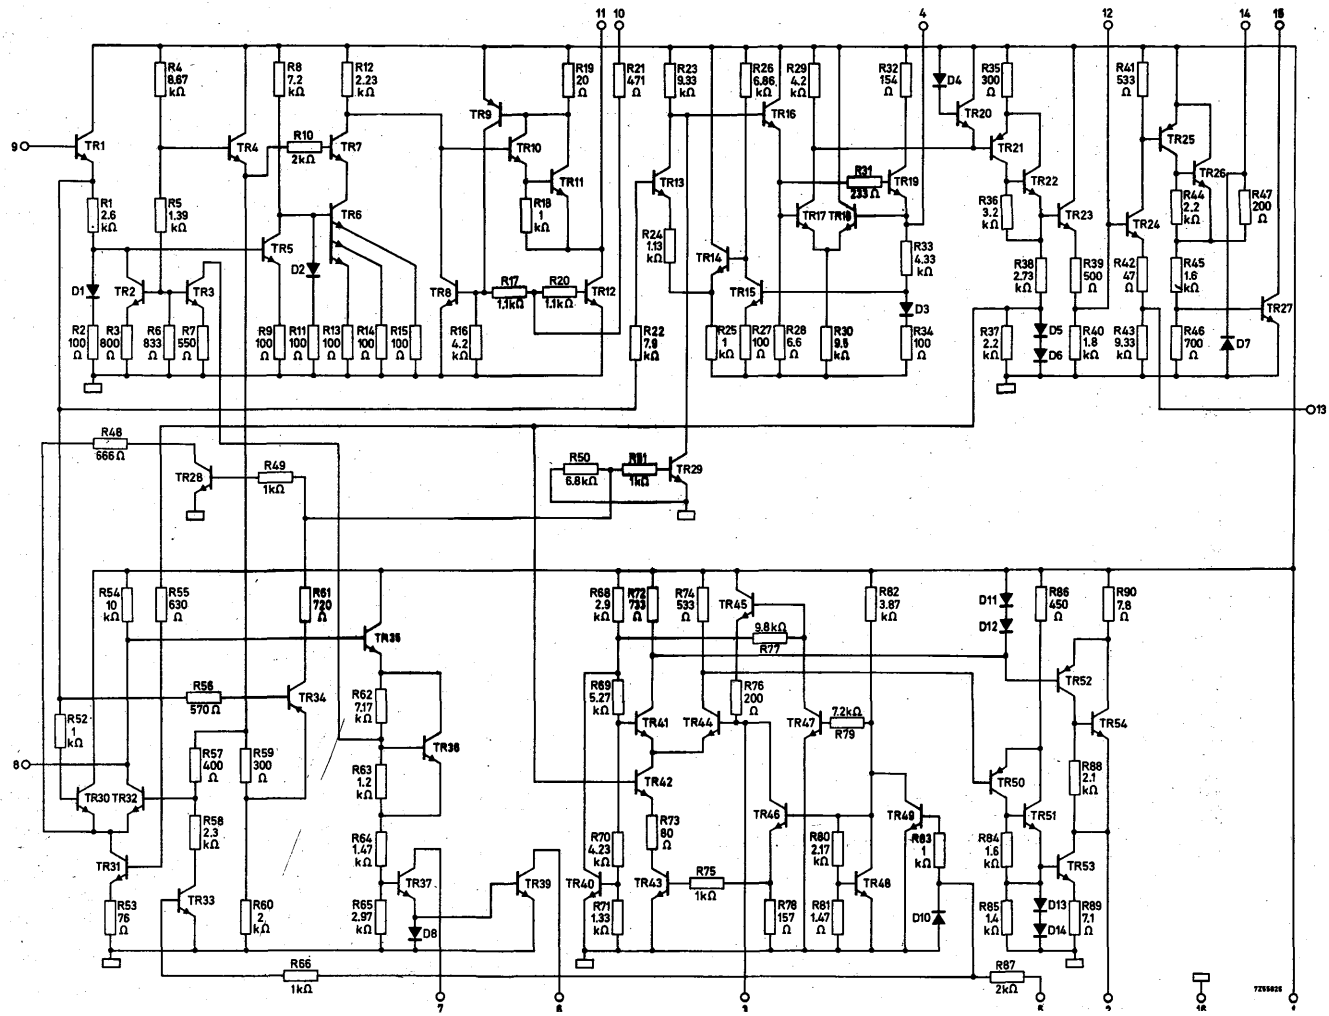 11
10
4
12
14
15
R4
8.67
kΩ
R8
7.2
kΩ
R12
2.23
kΩ
R19
20
Ω
R21
471
Ω
R23
9.33
kΩ
R26
6.86
kΩ
R29
4.2
kΩ
R32
154
Ω
D4
R35
300
Ω
R41
533
Ω
9
TR1
TR4
R10
2kΩ
TR7
TR9
TR10
TR11
TR16
TR20
TR21
TR25
TR13
R31
233 Ω
TR19
TR22
TR26
R1
2.6
kΩ
R5
1.39
kΩ
TR6
R18
1
kΩ
R24
1.13
kΩ
TR17
TR18
R36
3.2
kΩ
TR23
TR24
R44
2.2
kΩ
R47
200
Ω
TR5
D2
TR14
R33
4.33
kΩ
R38
2.73
kΩ
R39
500
Ω
R42
47
Ω
R45
1.6
kΩ
D1
TR2
TR3
TR8
R17
1.1kΩ
R20
1.1kΩ
TR12
TR15
D3
TR27
R2
100
Ω
R3
800
Ω
R6
833
Ω
R7
550
Ω
R9
100
Ω
R11
100
Ω
R13
100
Ω
R14
100
Ω
R15
100
Ω
R16
4.2
kΩ
R22
7.9
kΩ
R25
1
kΩ
R27
100
Ω
R28
6.6
Ω
R30
9.5
kΩ
R34
100
Ω
R37
2.2
kΩ
D5
D6
R40
1.8
kΩ
R43
9.33
kΩ
R46
700
Ω
D7
13
R48
666 Ω
TR28
R49
1kΩ
R50
6.8kΩ
R51
1kΩ
TR29
R54
10
kΩ
R55
630
Ω
R61
720
Ω
TR35
R68
2.9
kΩ
R72
733
Ω
R74
533
Ω
TR45
9.8kΩ
R77
R82
3.87
kΩ
D11
D12
R86
450
Ω
R90
7.8
Ω
R56
570 Ω
TR34
R62
7.17
kΩ
R69
5.27
kΩ
R76
200
Ω
TR52
R52
1
kΩ
TR41
TR44
TR47
7.2kΩ
R79
TR54
8
R57
400
Ω
R59
300
Ω
TR36
R63
1.2
kΩ
TR42
TR50
R88
2.1
kΩ
TR30
TR32
R58
2.3
kΩ
R64
1.47
kΩ
R70
4.23
kΩ
R73
80
Ω
TR46
R80
2.17
kΩ
TR49
R83
1
kΩ
TR51
R84
1.6
kΩ
TR31
TR33
TR37
TR39
TR40
TR43
R75
1kΩ
TR48
TR53
R53
76
Ω
R60
2
kΩ
R65
2.97
kΩ
D8
R71
1.33
kΩ
R78
157
Ω
R81
1.47
Ω
D10
R85
1.4
kΩ
D13
D14
R89
7.1
Ω
R66
1kΩ
R87
2kΩ
7
6
3
5
2
16
7Z55825
1